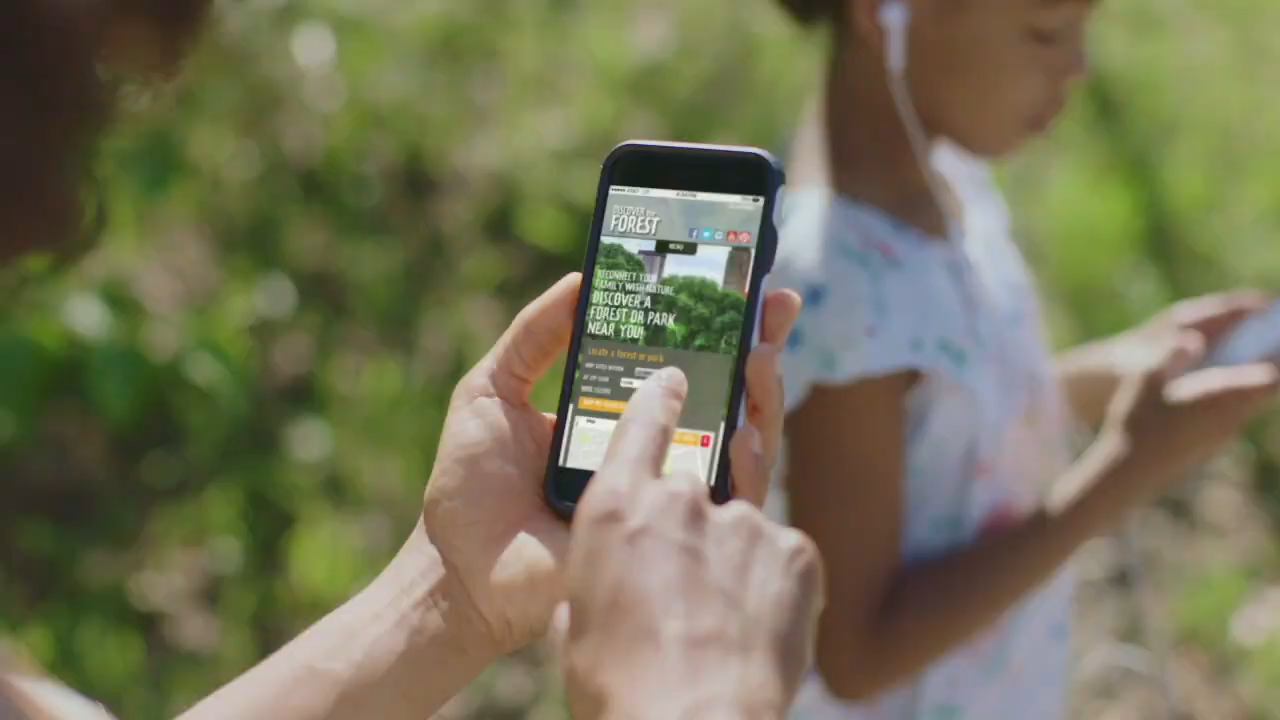 DISCOVER THE
FOREST
MENU
RECONNECT YOUR
FAMILY WITH NATURE.
DISCOVER A
FOREST OR PARK
NEAR YOU!
Locate a forest or park